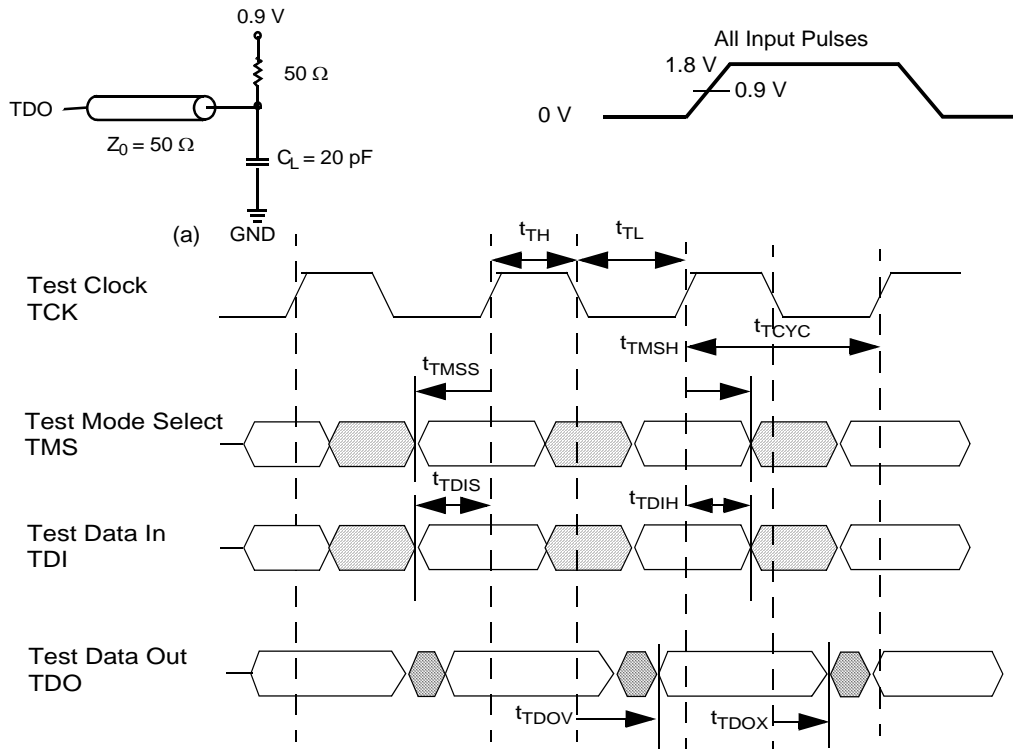 0.9 V
50 Ω
TDO
Z0 = 50 Ω
CL = 20 pF
(a)
GND
All Input Pulses
1.8 V
0.9 V
0 V
tTH
tTL
Test Clock
TCK
tTMSH
tTCYC
tTMSS
Test Mode Select
TMS
tTDIS
tTDIH
Test Data In
TDI
Test Data Out
TDO
tTDOV
tTDOX